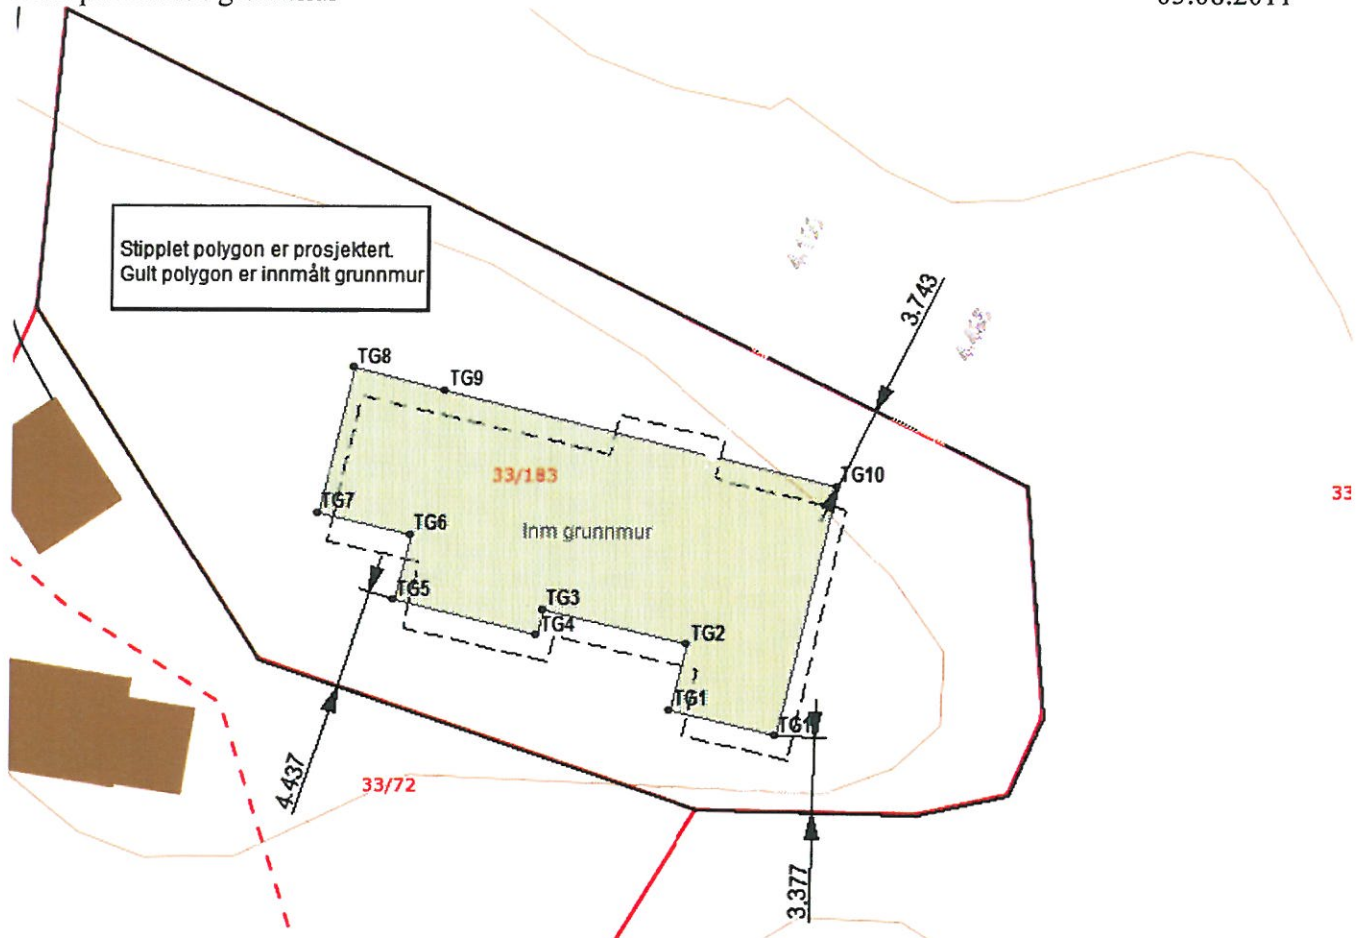 Stipplet polygon er prosjektert.
Gult polygon er innmålt grunnmur
3.743
TG8
TG9
33/183
TG10
33
TG7
TG6
Inm grunnmur
TG5
TG3
TG4
TG2
TG1
4.437
33/72
3.377